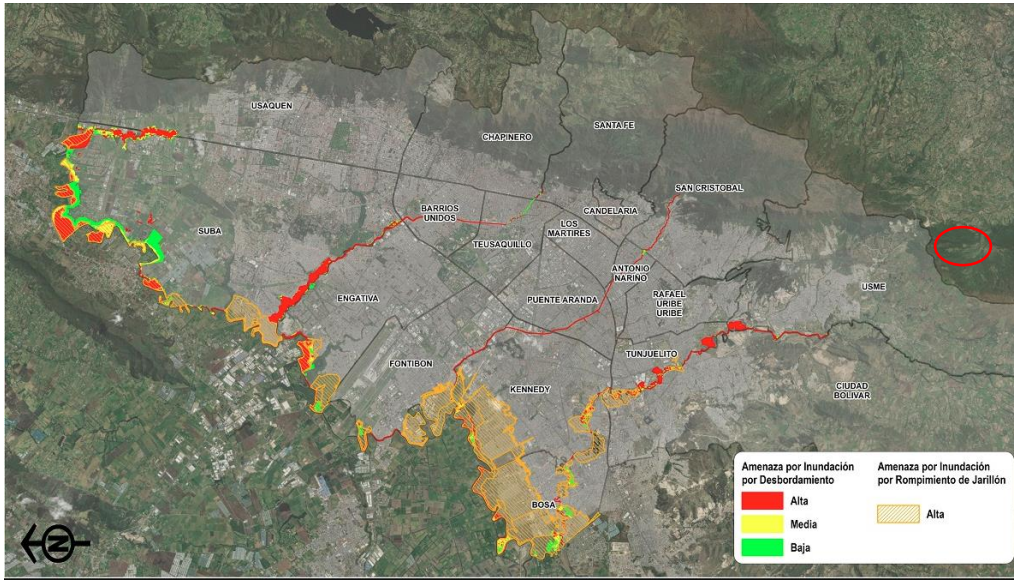 USAQUEN
CHAPINERO
SANTA FE
SAN CRISTOBAL
BARRIOS
UNIDOS
CANDELARIA
SUBA
LOS
MARTIRES
TEUSAQUILLO
ANTONIO
NARIÑO
USME
ENGATIVA
PUENTE ARANDA
RAFAEL
URIBE
URIBE
FONTIBON
TUNJUELITO
KENNEDY
CIUDAD
BOLIVAR
BOSA
N
Amenaza por Inundación
por Desbordamiento
Alta
Media
Baja
Amenaza por Inundación
por Rompimiento de Jarillón
Alta